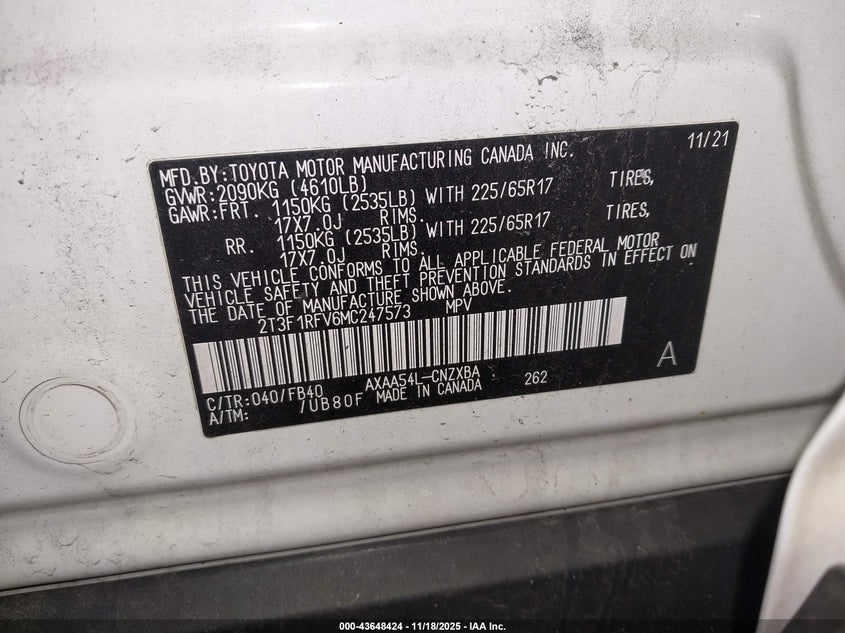 MFD.BY:TOYOTA MOTOR MANUFACTURING CANADA INC. 11/21
GVWR:2090KG (4610LB)
GAWR:FRT. 1150KG (2535LB) WITH 225/65R17 TIRES,
17X7.0J RIMS.
RR. 1150KG (2535LB) WITH 225/65R17 TIRES,
17X7.0J RIMS.
THIS VEHICLE CONFORMS TO ALL APPLICABLE FEDERAL MOTOR
VEHICLE SAFETY AND THEFT PREVENTION STANDARDS IN EFFECT ON
THE DATE OF MANUFACTURE SHOWN ABOVE.
2T3F1RFV6MC247573 MPV
C/TR:040/FB40 AXAA54L-CNZXBA 262 A
A/TM: /UB80F MADE IN CANADA
000-43648424 - 11/18/2025 - IAA Inc.